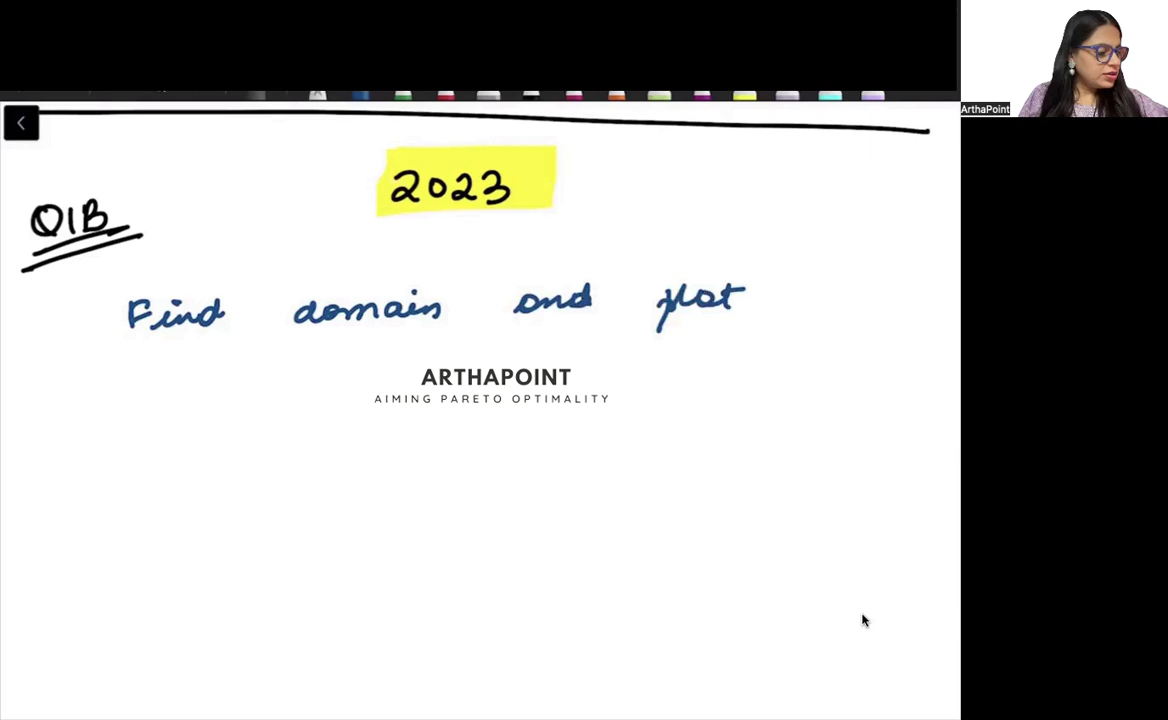 ArthaPoint
2023
Q1B
Find domain and plot
ARTHAPOINT
AIMING PARETO OPTIMALITY